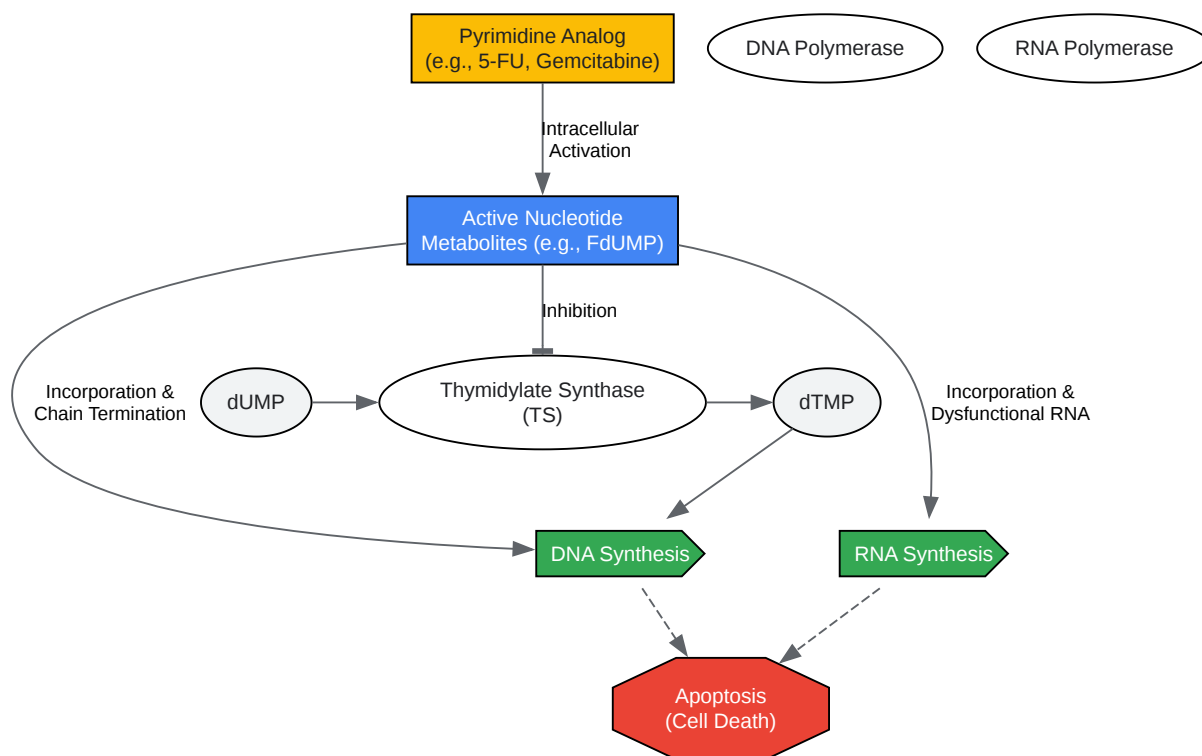 Pyrimidine Analog
(e.g., 5-FU, Gemcitabine)
DNA Polymerase
RNA Polymerase
Intracellular
Activation
Active Nucleotide
Metabolites (e.g., FdUMP)
Inhibition
Incorporation &
Chain Termination
dUMP
Thymidylate Synthase
(TS)
dTMP
Incorporation &
Dysfunctional RNA
DNA Synthesis
RNA Synthesis
Apoptosis
(Cell Death)